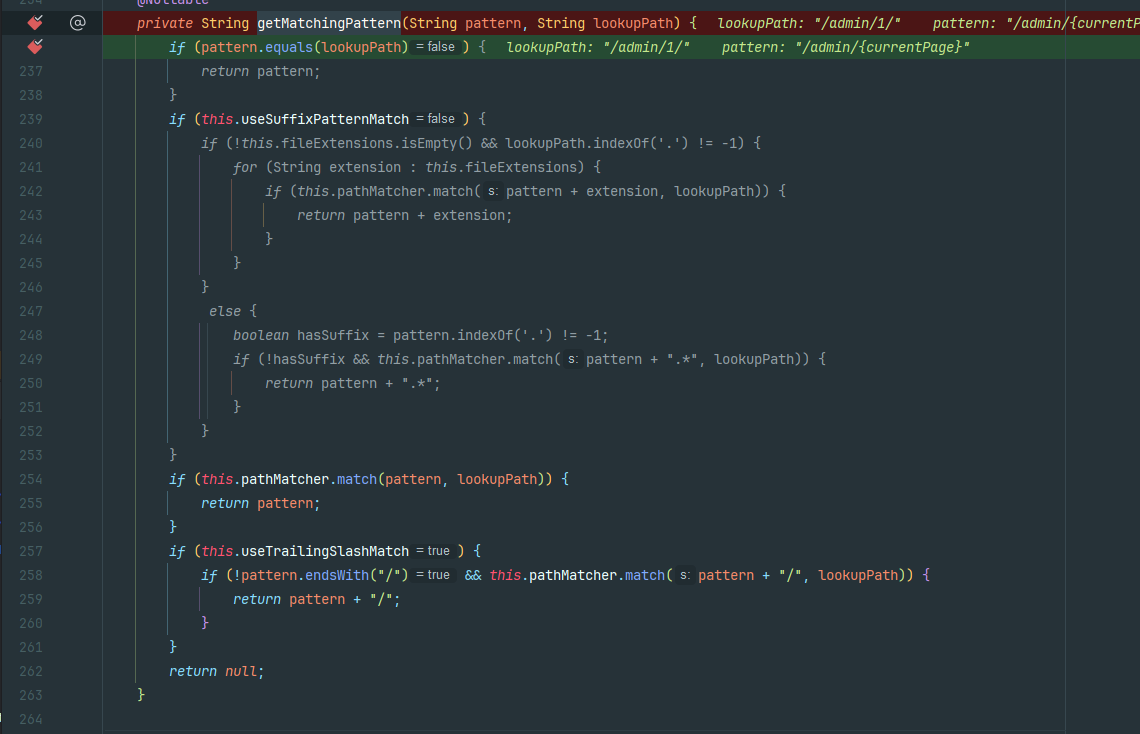 @Nullable
private String getMatchingPattern(String pattern, String lookupPath) { lookupPath: "/admin/1/" pattern: "/admin/{currentP
if (pattern.equals(lookupPath) = false ) { lookupPath: "/admin/1/" pattern: "/admin/{currentPage}"
237 return pattern;
238 }
239 if (this.useSuffixPatternMatch = false ) {
240 if (!this.fileExtensions.isEmpty() && lookupPath.indexOf('.') != -1) {
241 for (String extension : this.fileExtensions) {
242 if (this.pathMatcher.match( s: pattern + extension, lookupPath)) {
243 return pattern + extension;
244 }
245 }
246 }
247 else {
248 boolean hasSuffix = pattern.indexOf('.') != -1;
249 if (!hasSuffix && this.pathMatcher.match( s: pattern + ".*", lookupPath)) {
250 return pattern + ".*";
251 }
252 }
253 }
254 if (this.pathMatcher.match(pattern, lookupPath)) {
255 return pattern;
256 }
257 if (this.useTrailingSlashMatch = true ) {
258 if (!pattern.endsWith("/") = true && this.pathMatcher.match( s: pattern + "/", lookupPath)) {
259 return pattern + "/";
260 }
261 }
262 return null;
263 }
264